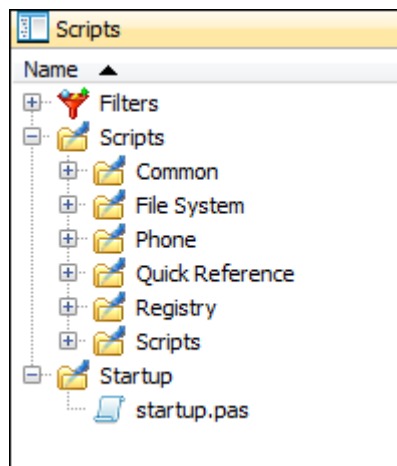 Scripts
Name
Filters
Scripts
Common
File System
Phone
Quick Reference
Registry
Scripts
Startup
startup.pas